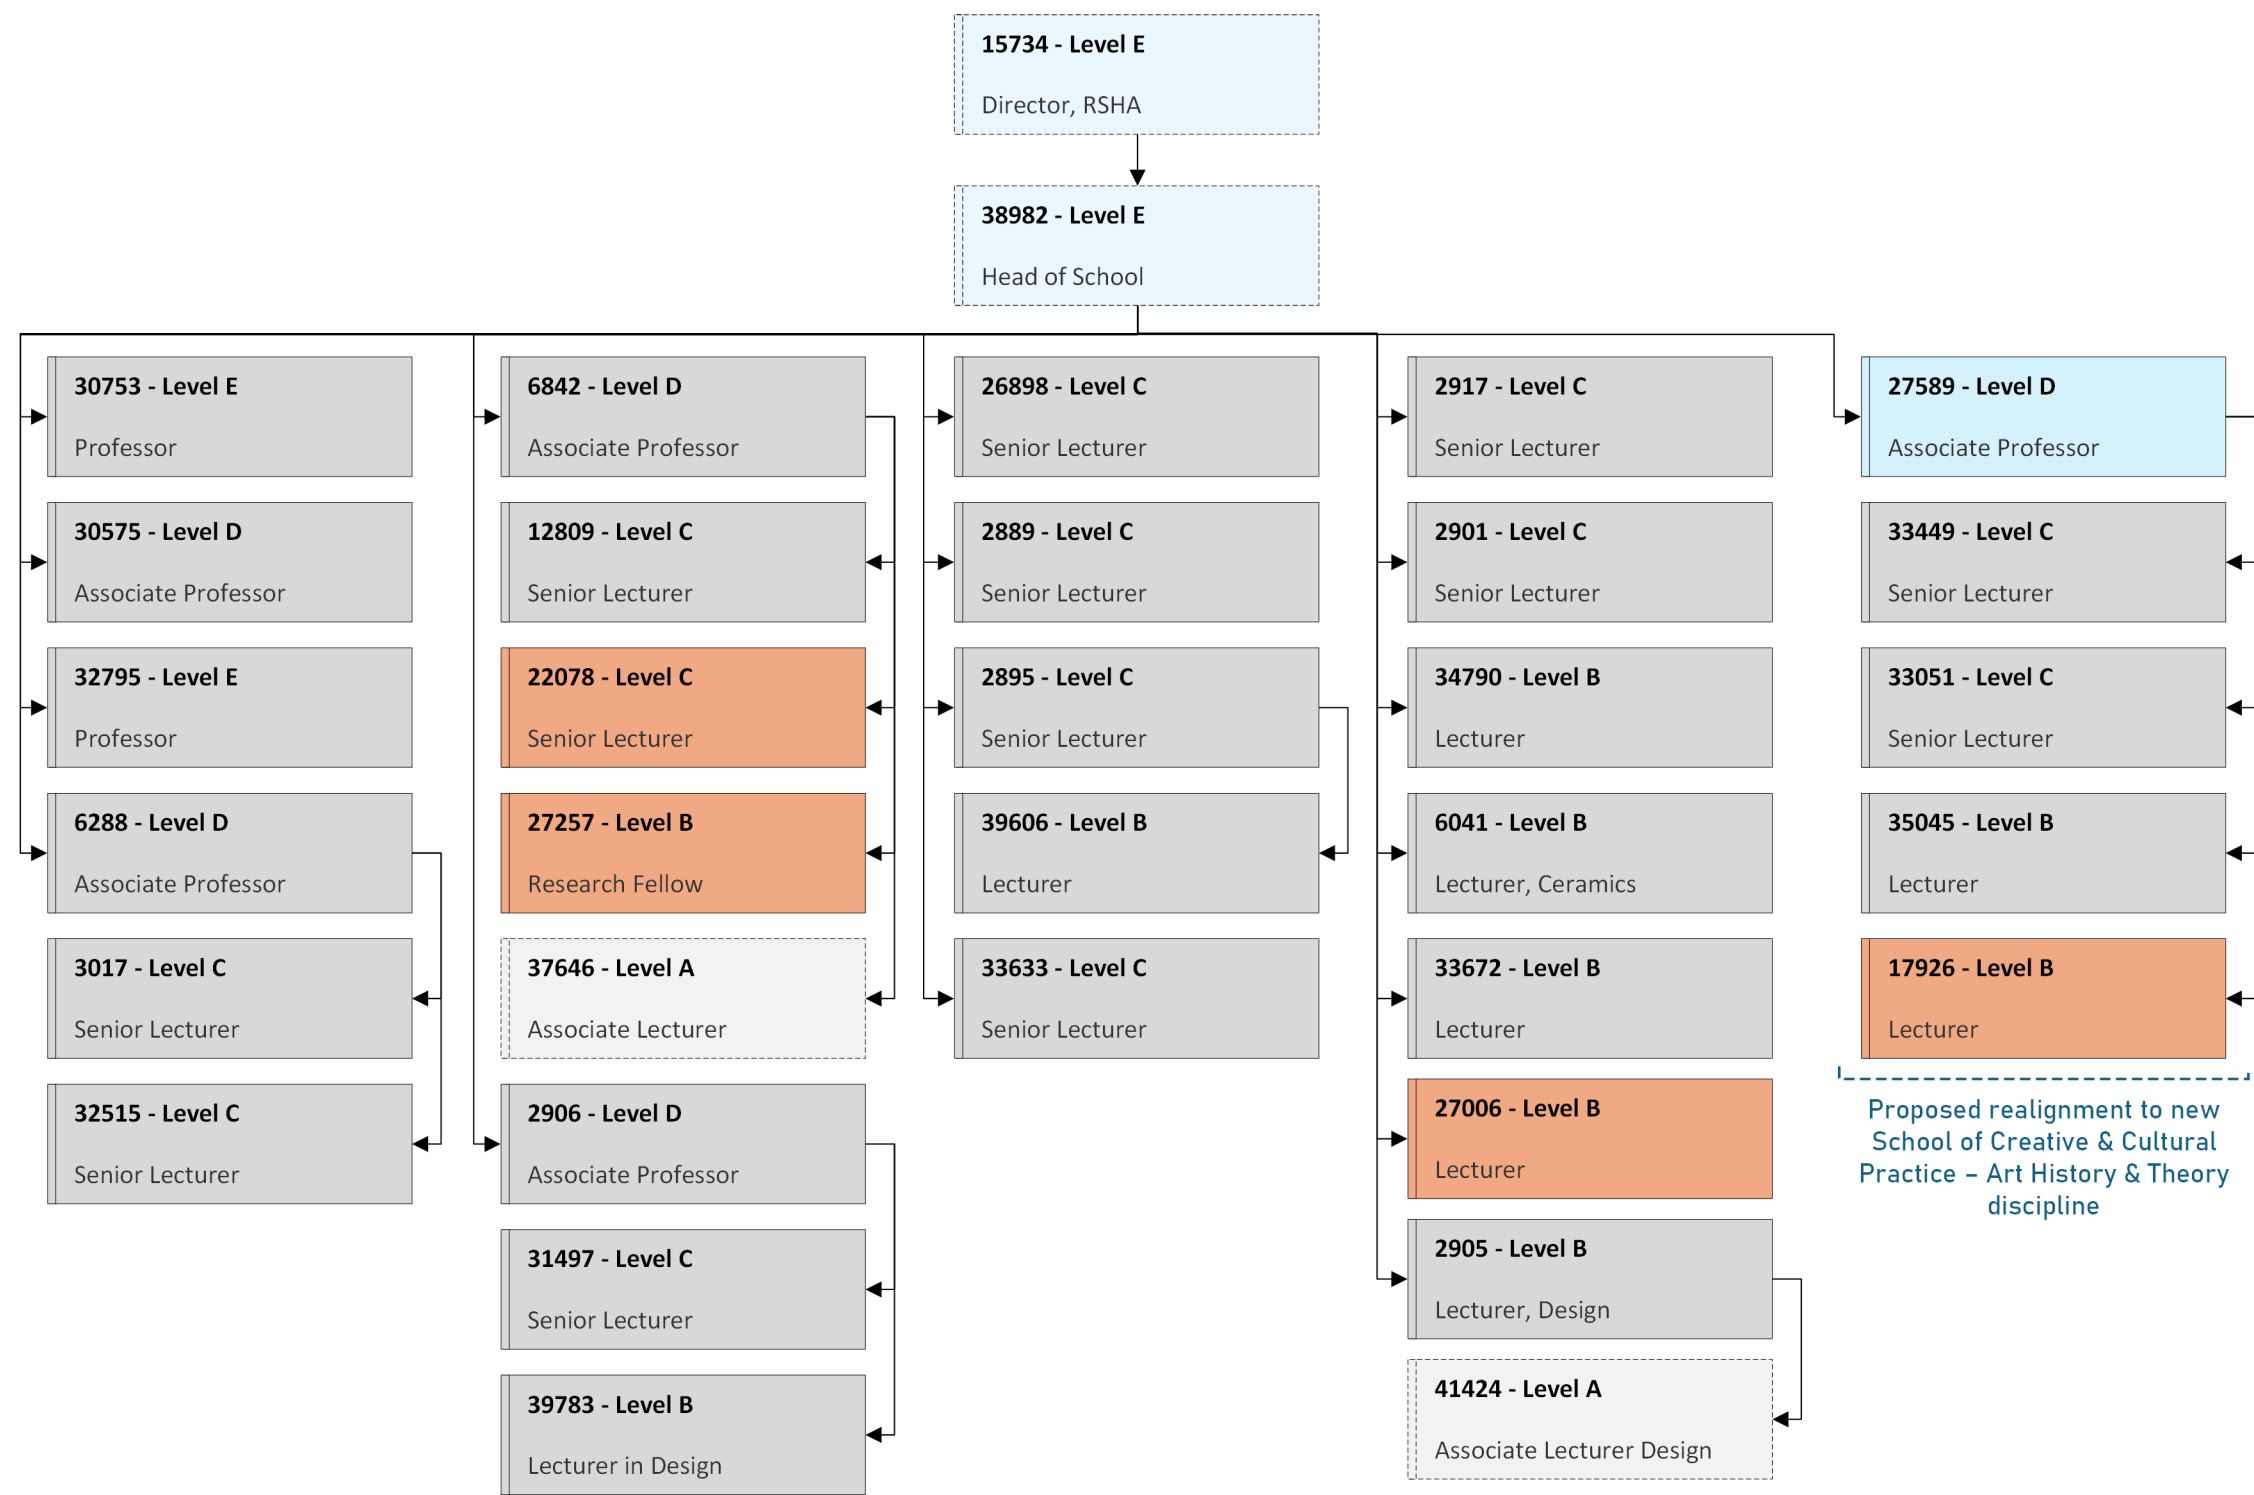 15734 - Level E
Director, RSHA
38982 - Level E
Head of School
30753 - Level E
Professor
30575 - Level D
Associate Professor
32795 - Level E
Professor
6288 - Level D
Associate Professor
3017 - Level C
Senior Lecturer
32515 - Level C
Senior Lecturer
6842 - Level D
Associate Professor
12809 - Level C
Senior Lecturer
22078 - Level C
Senior Lecturer
27257 - Level B
Research Fellow
37646 - Level A
Associate Lecturer
2906 - Level D
Associate Professor
31497 - Level C
Senior Lecturer
39783 - Level B
Lecturer in Design
26898 - Level C
Senior Lecturer
2889 - Level C
Senior Lecturer
2895 - Level C
Senior Lecturer
39606 - Level B
Lecturer
33633 - Level C
Senior Lecturer
2917 - Level C
Senior Lecturer
2901 - Level C
Senior Lecturer
34790 - Level B
Lecturer
6041 - Level B
Lecturer, Ceramics
33672 - Level B
Lecturer
27006 - Level B
Lecturer
2905 - Level B
Lecturer, Design
41424 - Level A
Associate Lecturer Design
27589 - Level D
Associate Professor
33449 - Level C
Senior Lecturer
33051 - Level C
Senior Lecturer
35045 - Level B
Lecturer
17926 - Level B
Lecturer
Proposed realignment to new
School of Creative & Cultural
Practice – Art History & Theory
discipline